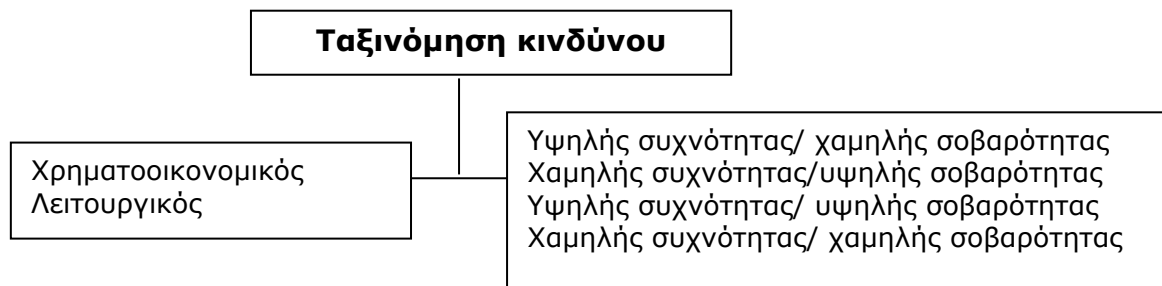 Ταξινόμηση κινδύνου
Χρηματοοικονομικός
Λειτουργικός
Υψηλής συχνότητας/ χαμηλής σοβαρότητας
Χαμηλής συχνότητας/υψηλής σοβαρότητας
Υψηλής συχνότητας/ υψηλής σοβαρότητας
Χαμηλής συχνότητας/ χαμηλής σοβαρότητας